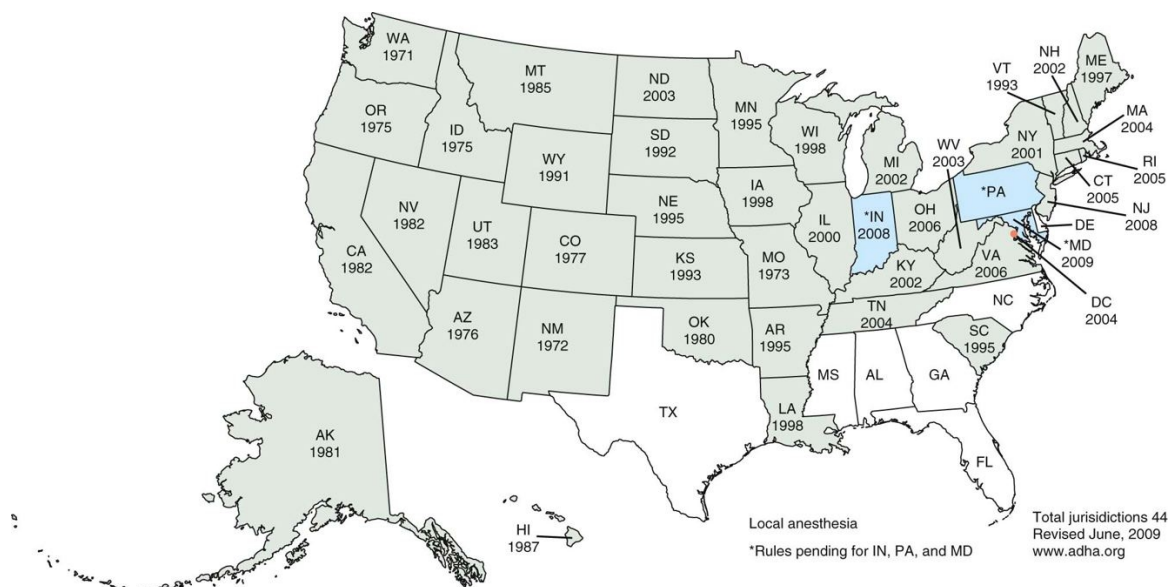 WA
1971
OR
1975
CA
1982
NV
1982
ID
1975
MT
1985
WY
1991
UT
1983
AZ
1976
CO
1977
NM
1972
ND
2003
SD
1992
NE
1995
KS
1993
OK
1980
TX
MN
1995
IA
1998
MO
1973
AR
1995
LA
1998
WI
1998
IL
2000
MI
2002
*IN
2008
OH
2006
KY
2002
TN
2004
MS
AL
GA
FL
SC
1995
NC
VA
2006
WV
2003
*PA
NY
2001
VT
1993
NH
2002
ME
1997
MA
2004
RI
2005
CT
2005
NJ
2008
DE
*MD
2009
DC
2004
AK
1981
HI
1987
Local anesthesia
*Rules pending for IN, PA, and MD
Total jurisidictions 44
Revised June, 2009
www.adha.org